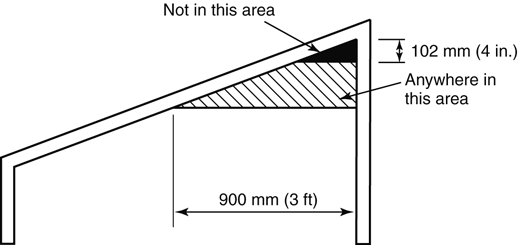 Not in this area
102 mm (4 in.)
Anywhere in
this area
900 mm (3 ft)